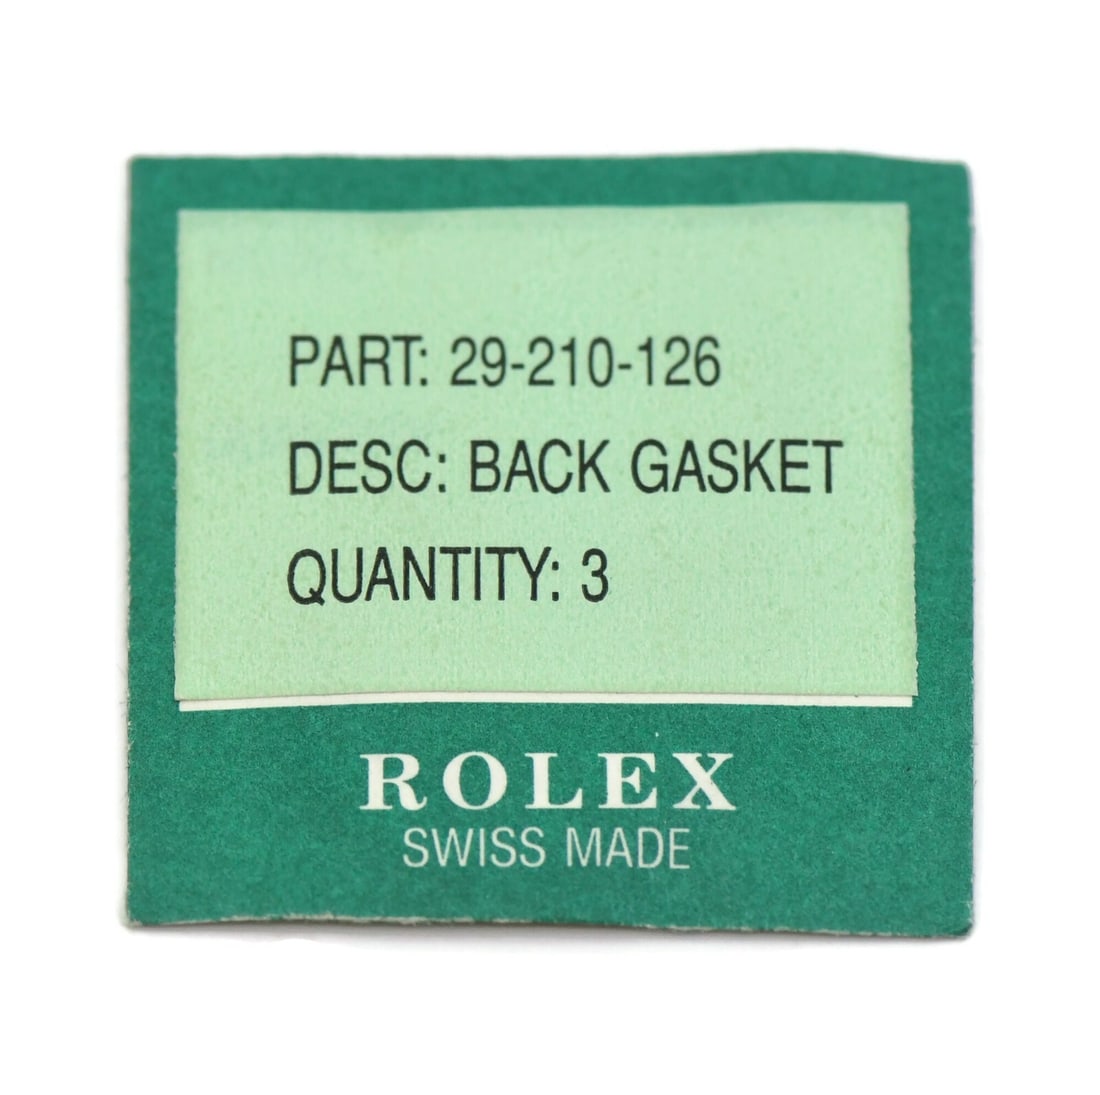 PART: 29-210-126
DESC: BACK GASKET
QUANTITY: 3
ROLEX
SWISS MADE